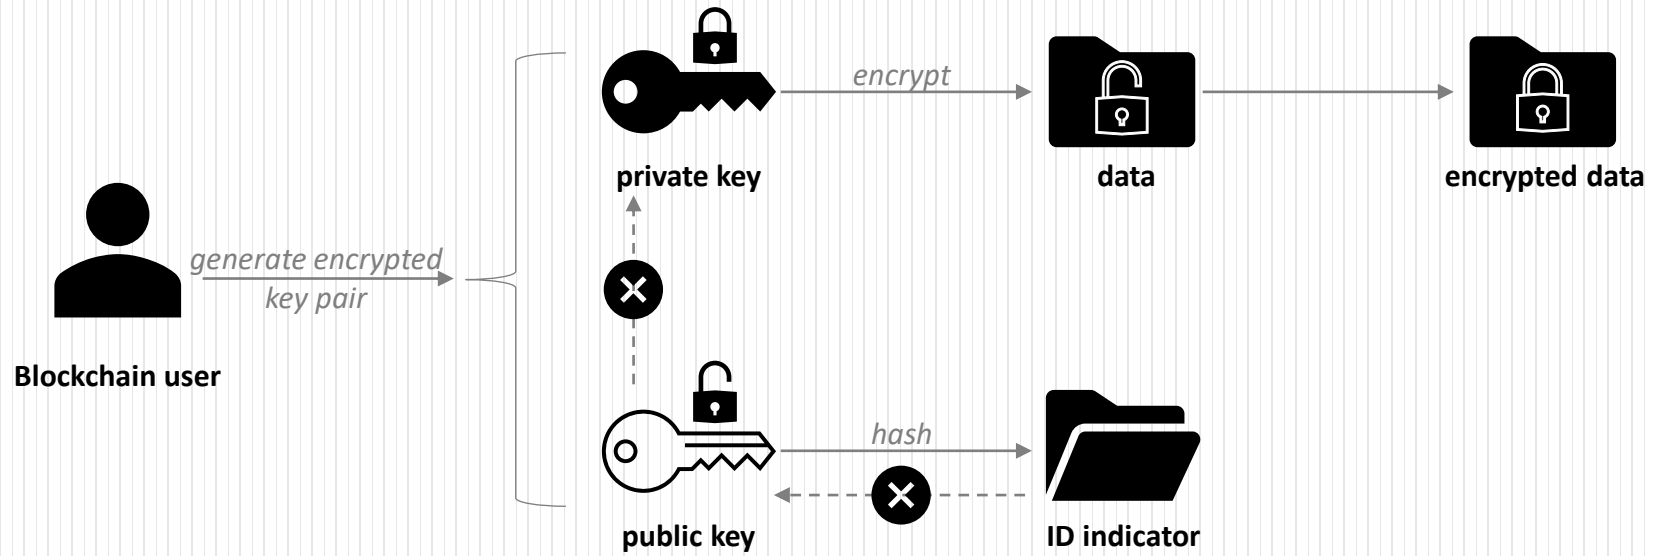 encrypt
private key
data
encrypted data
generate encrypted
key pair
Blockchain user
hash
public key
ID indicator